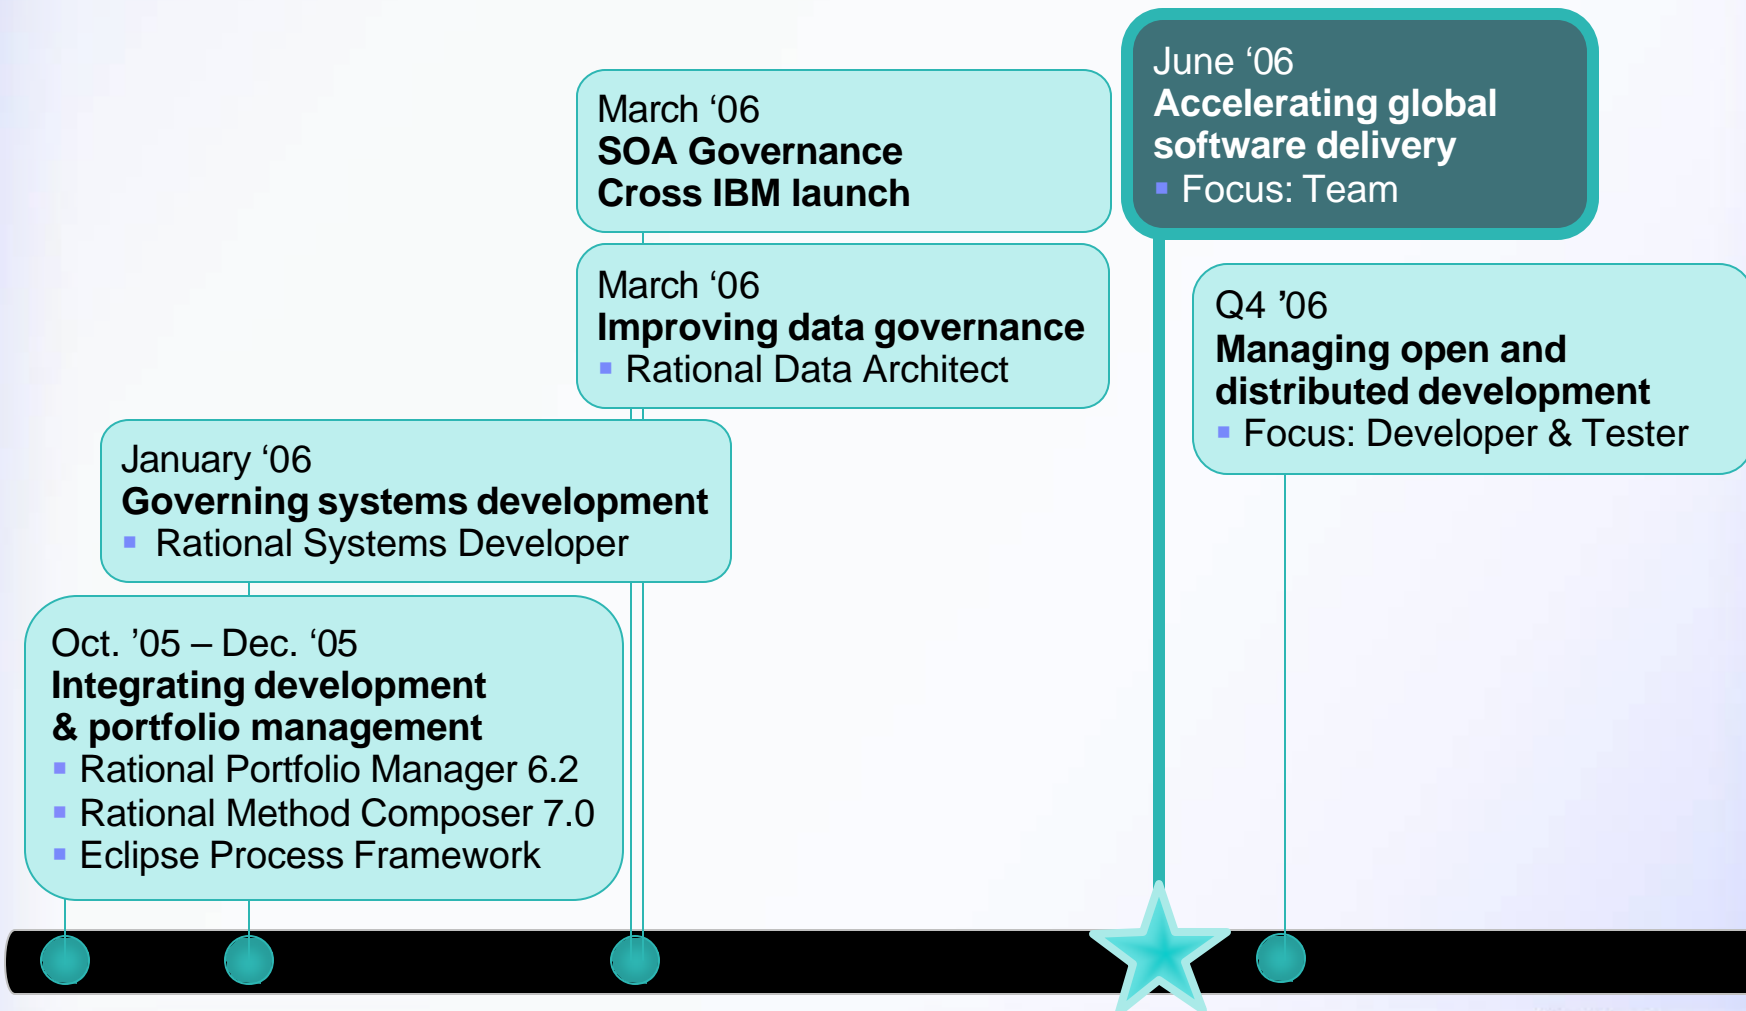 June ‘06
Accelerating global
software delivery
▪ Focus: Team
March ‘06
SOA Governance
Cross IBM launch
March ‘06
Improving data governance
▪ Rational Data Architect
Q4 ’06
Managing open and
distributed development
▪ Focus: Developer & Tester
January ‘06
Governing systems development
▪ Rational Systems Developer
Oct. ’05 – Dec. ‘05
Integrating development
& portfolio management
▪ Rational Portfolio Manager 6.2
▪ Rational Method Composer 7.0
▪ Eclipse Process Framework